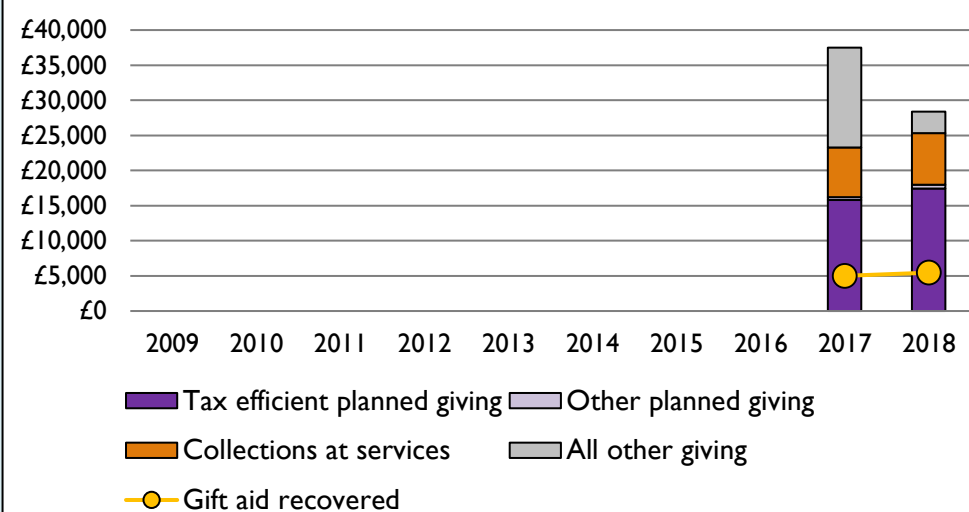 £40,000
£35,000
£30,000
£25,000
£20,000
£15,000
£10,000
£5,000
£0
2009 2010 2011 2012 2013 2014 2015 2016 2017 2018
Tax efficient planned giving Other planned giving
Collections at services All other giving
Gift aid recovered